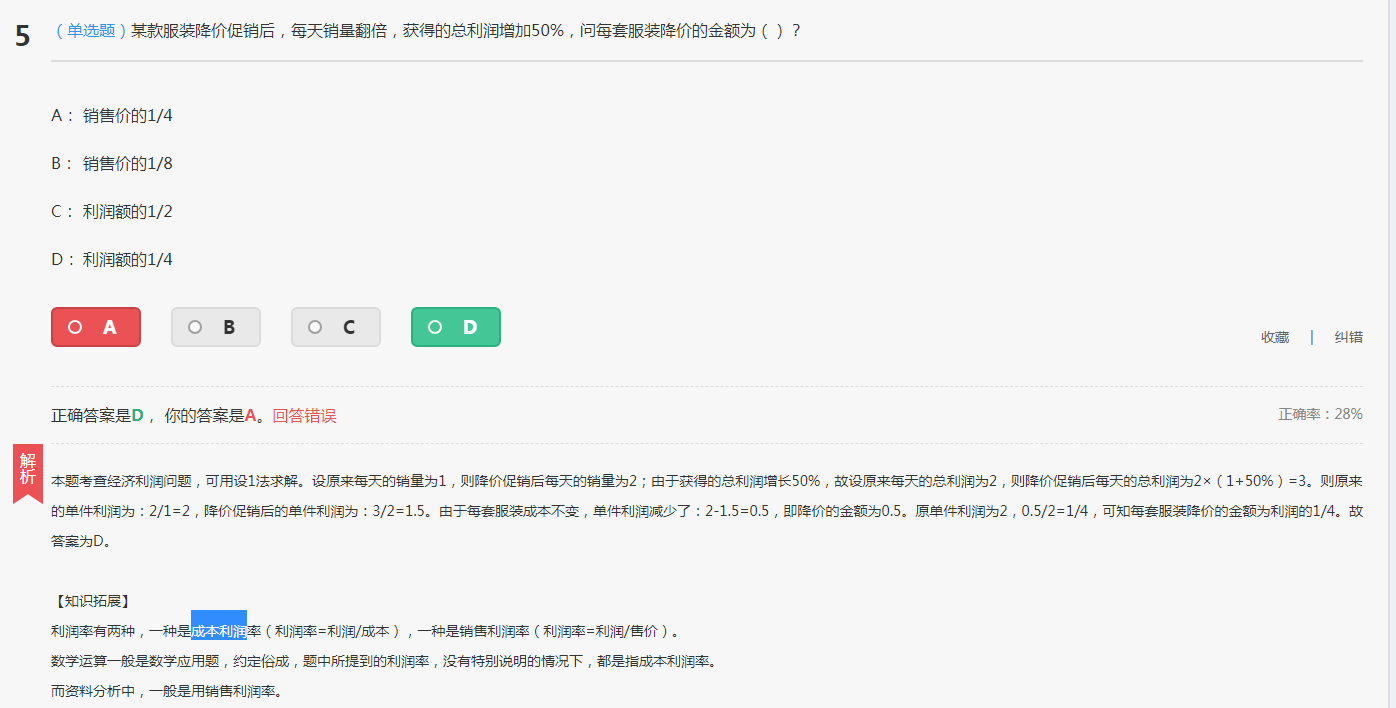 5 (单选题)某款服装降价促销后，每天销量翻倍，获得的总利润增加50%，问每套服装降价的金额为（ ）？
A： 销售价的1/4
B： 销售价的1/8
C： 利润额的1/2
D： 利润额的1/4
A B C D
收藏 | 纠错
正确答案是D， 你的答案是A。回答错误 正确率：28%
解析
本题考查经济利润问题，可用设1法求解。设原来每天的销量为1，则降价促销后每天的销量为2；由于获得的总利润增长50%，故设原来每天的总利润为2，则降价促销后每天的总利润为2×（1+50%）=3。则原来
的单件利润为：2/1=2，降价促销后的单件利润为：3/2=1.5。由于每套服装成本不变，单件利润减少了：2-1.5=0.5，即降价的金额为0.5。原单件利润为2，0.5/2=1/4，可知每套服装降价的金额为利润的1/4。故
答案为D。
【知识拓展】
利润率有两种，一种是成本利润率（利润率=利润/成本），一种是销售利润率（利润率=利润/售价）。
数学运算一般是数学应用题，约定俗成，题中所提到的利润率，没有特别说明的情况下，都是指成本利润率。
而资料分析中，一般是用销售利润率。